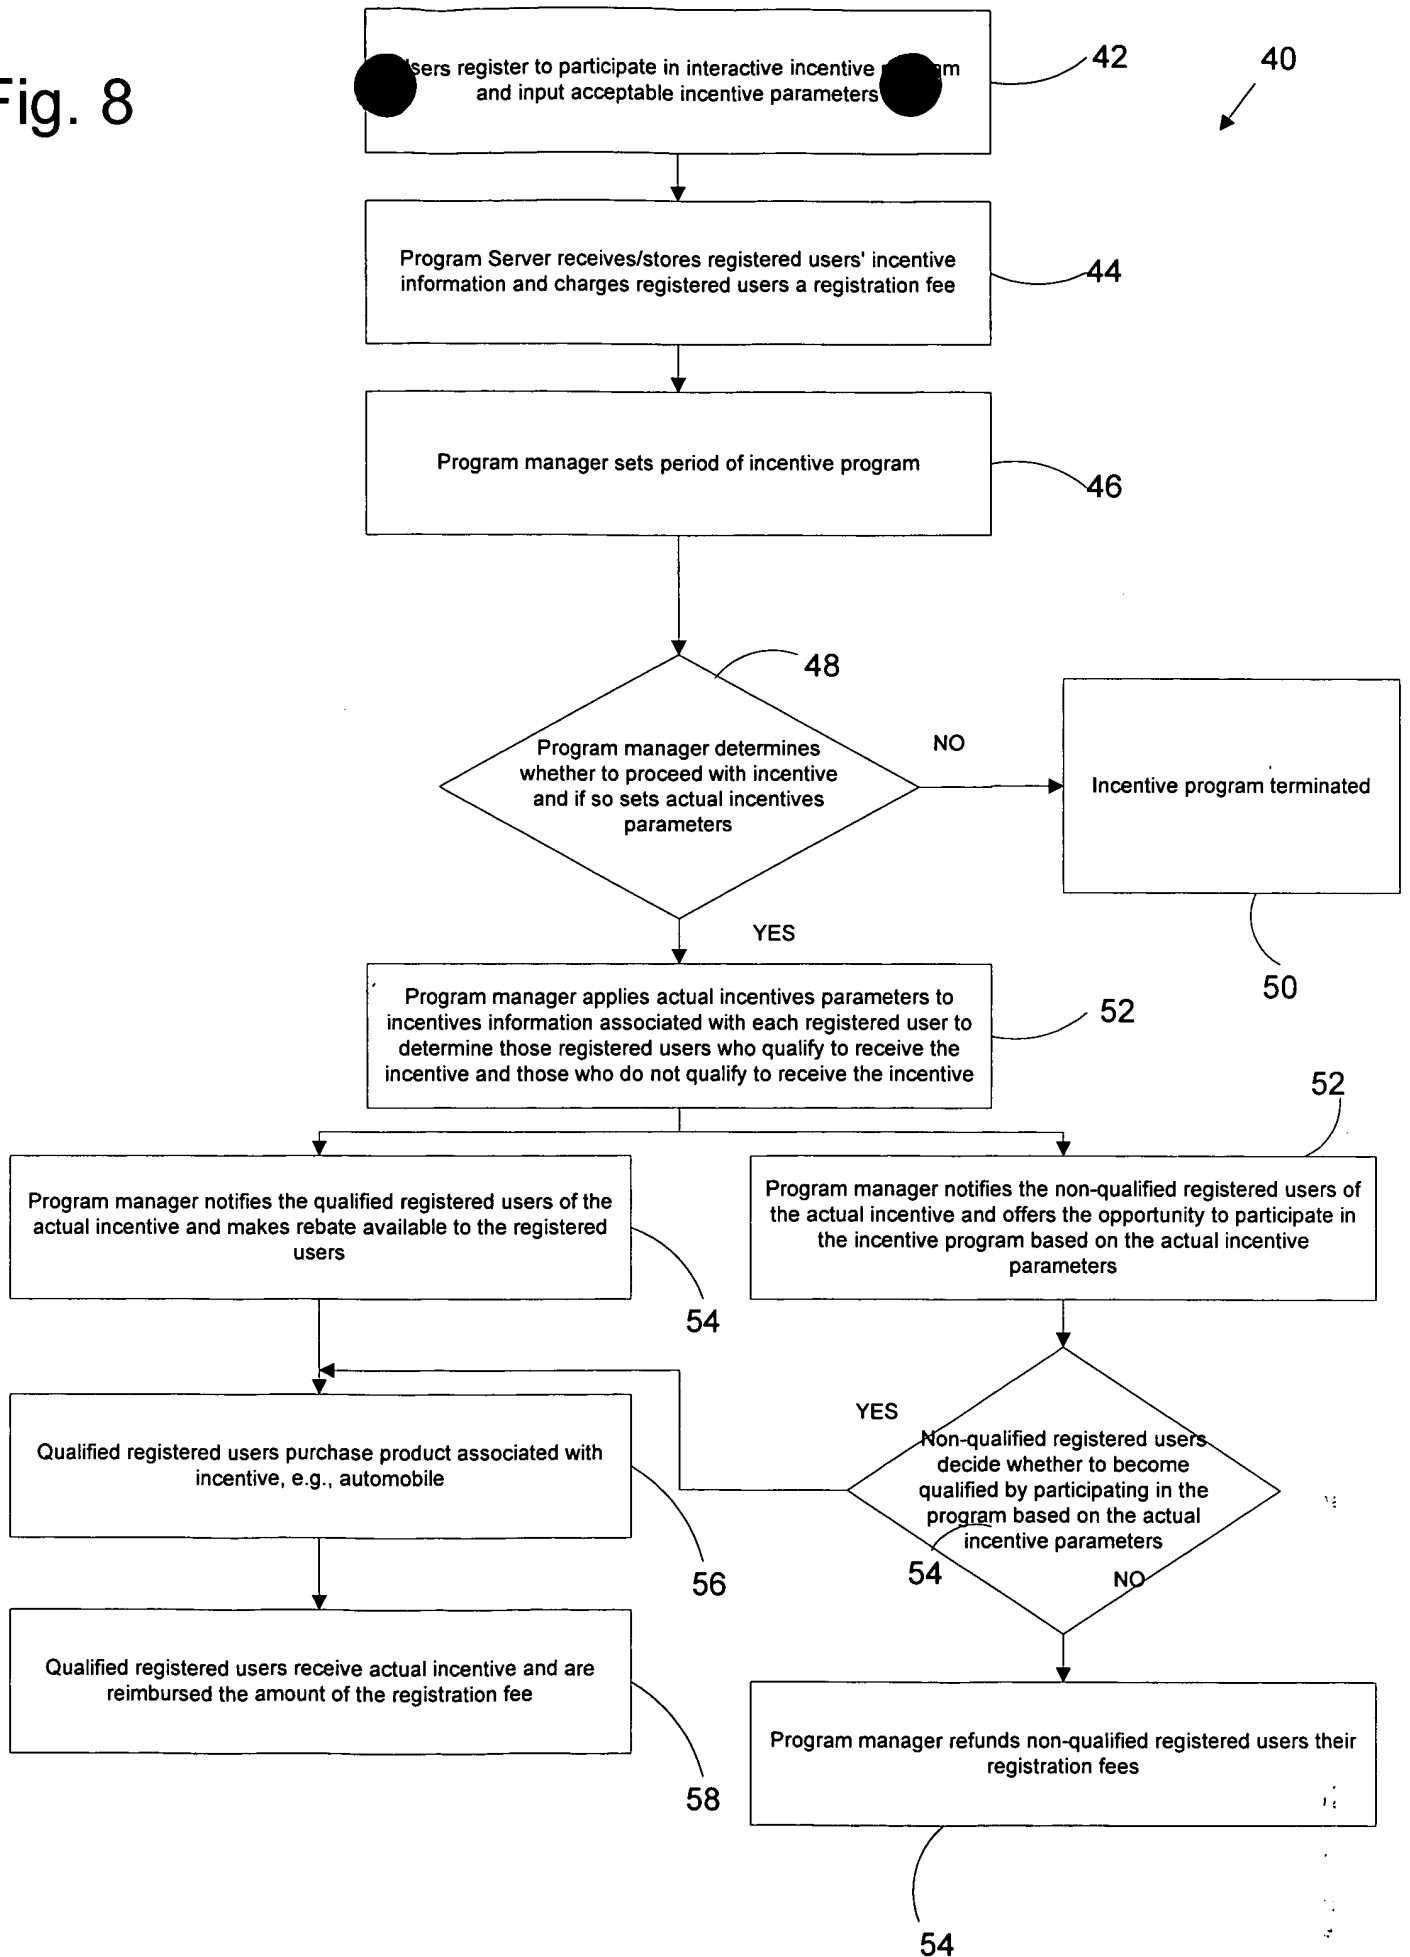 Fig. 8
40
sers register to participate in interactive incentive
and input acceptable incentive parameters
42
Program Server receives/stores registered users' incentive
information and charges registered users a registration fee
44
Program manager sets period of incentive program
46
48
Program manager determines
whether to proceed with incentive
and if so sets actual incentives
parameters
NO
Incentive program terminated
50
YES
Program manager applies actual incentives parameters to
incentives information associated with each registered user to
determine those registered users who qualify to receive the
incentive and those who do not qualify to receive the incentive
52
52
Program manager notifies the qualified registered users of the
actual incentive and makes rebate available to the registered
users
54
Program manager notifies the non-qualified registered users of
the actual incentive and offers the opportunity to participate in
the incentive program based on the actual incentive
parameters
YES
Non-qualified registered users
decide whether to become
qualified by participating in the
program based on the actual
incentive parameters
54
NO
Qualified registered users purchase product associated with
incentive, e.g., automobile
56
Qualified registered users receive actual incentive and are
reimbursed the amount of the registration fee
58
Program manager refunds non-qualified registered users their
registration fees
54